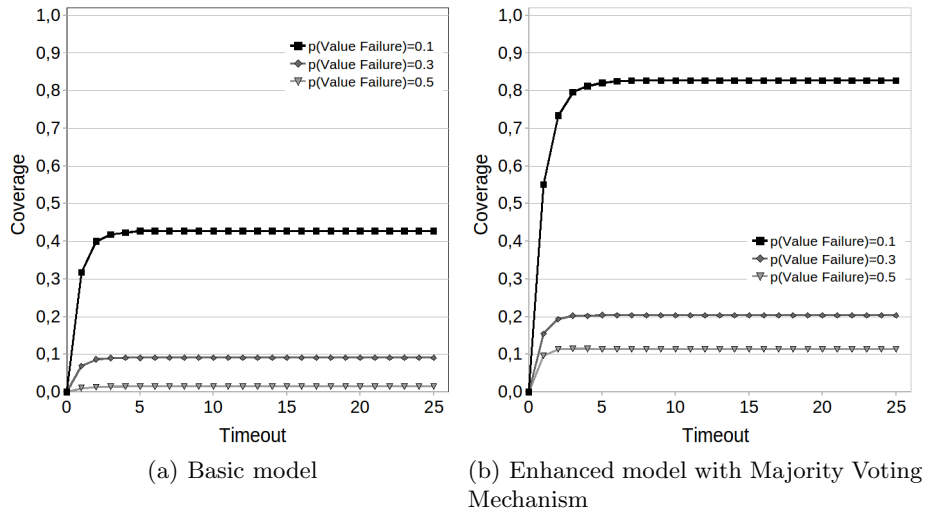 1,0
0,9
0,8
0,7
0,6
0,5
0,4
0,3
0,2
0,1
0,0
Coverage
p(Value Failure)=0.1
p(Value Failure)=0.3
p(Value Failure)=0.5
0 5 10 15 20 25
Timeout
(a) Basic model
1,0
0,9
0,8
0,7
0,6
0,5
0,4
0,3
0,2
0,1
0,0
Coverage
p(Value Failure)=0.1
p(Value Failure)=0.3
p(Value Failure)=0.5
0 5 10 15 20 25
Timeout
(b) Enhanced model with Majority Voting
Mechanism